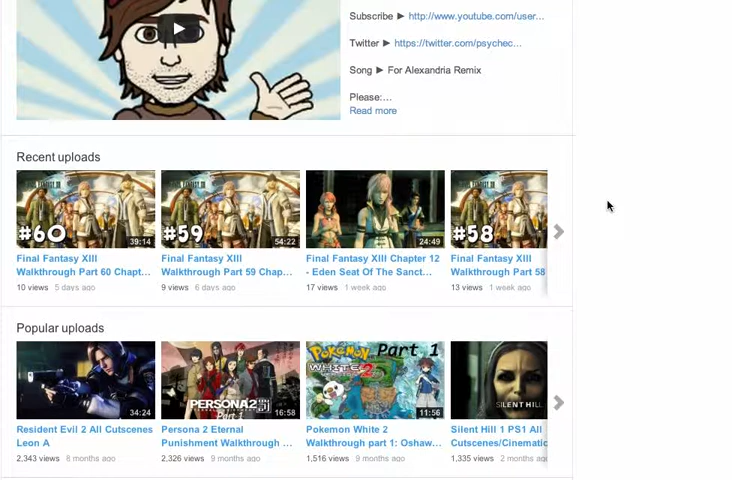 Subscribe ► http://www.youtube.com/user...
Twitter ► https://twitter.com/psychec...
Song ► For Alexandria Remix
Please:...
Read more
Recent uploads
#60
39:14
#59
54:22
24:49
#58
Final Fantasy XIII
Walkthrough Part 60 Chapt...
10 views 5 days ago
Final Fantasy XIII
Walkthrough Part 59 Chap...
9 views 6 days ago
Final Fantasy XIII Chapter 12
- Eden Seat Of The Sanct...
17 views 1 week ago
Final Fantasy XIII
Walkthrough Part 58
13 views 1 week ago
Popular uploads
34:24
PERSONA2
Part 1
16:58
POKéMON Part 1
WHITE 2
11:56
SILENT HILL
Resident Evil 2 All Cutscenes
Leon A
2,343 views 8 months ago
Persona 2 Eternal
Punishment Walkthrough ...
2,326 views 9 months ago
Pokemon White 2
Walkthrough part 1: Oshaw...
1,516 views 9 months ago
Silent Hill 1 PS1 All
Cutscenes/Cinematic
1,335 views 2 months ago